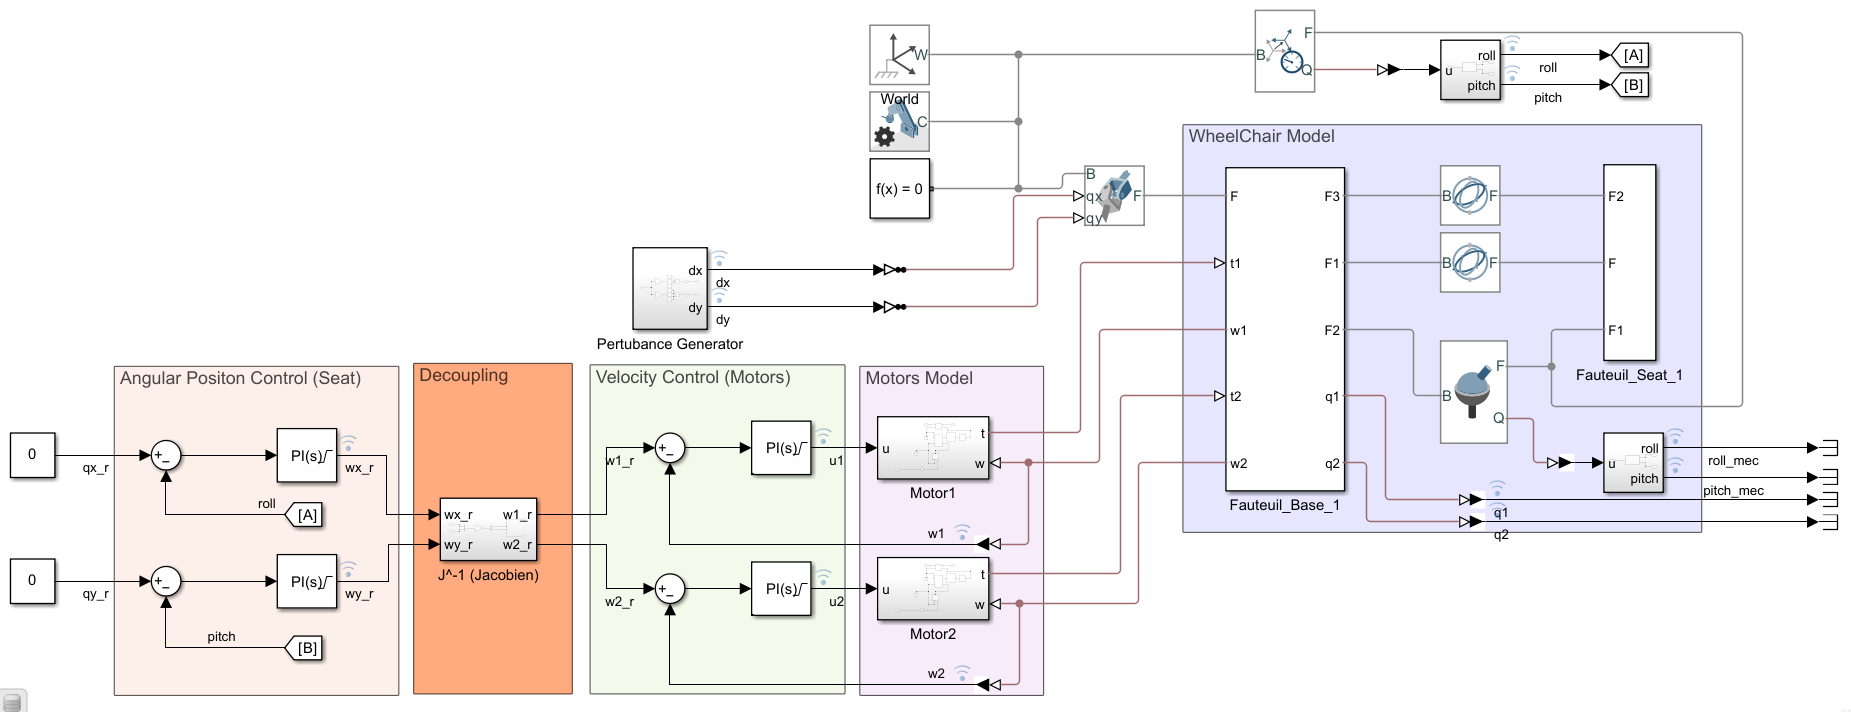 W
World
C
f(x) = 0
B
F
Q
u
roll
pitch
roll
pitch
[A]
[B]
B
qx
qy
F
dx
dy
dx
dy
Pertubance Generator
WheelChair Model
F
t1
w1
t2
w2
F3
F1
F2
q1
q2
Fauteuil_Base_1
B
F
B
F
B
F
Q
F2
F
F1
Fauteuil_Seat_1
u
roll
pitch
roll_mec
pitch_mec
q1
q2
Angular Positon Control (Seat)
0
qx_r
+
_
PI(s)
wx_r
roll
[A]
0
qy_r
+
_
PI(s)
wy_r
pitch
[B]
Decoupling
wx_r
wy_r
w1_r
w2_r
J^-1 (Jacobien)
Velocity Control (Motors)
w1_r
+
_
PI(s)
u1
w1
w2_r
+
_
PI(s)
u2
w2
Motors Model
u
t
w
Motor1
u
t
w
Motor2